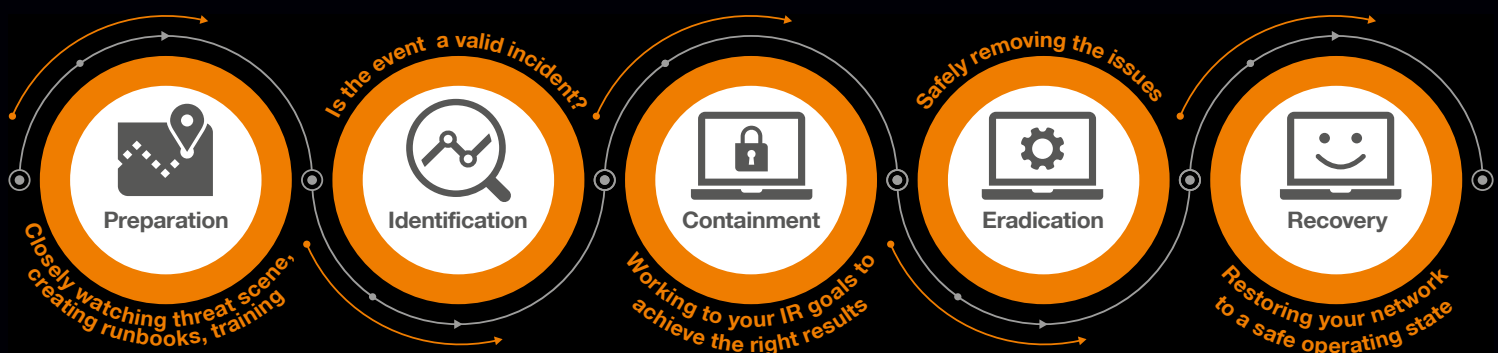 Preparation
Closely watching threat scene,
creating runbooks, training
Is the event a valid incident?
Identification
Containment
Working to your IR goals to
achieve the right results
Safely removing the issues
Eradication
Recovery
Restoring your network
to a safe operating state